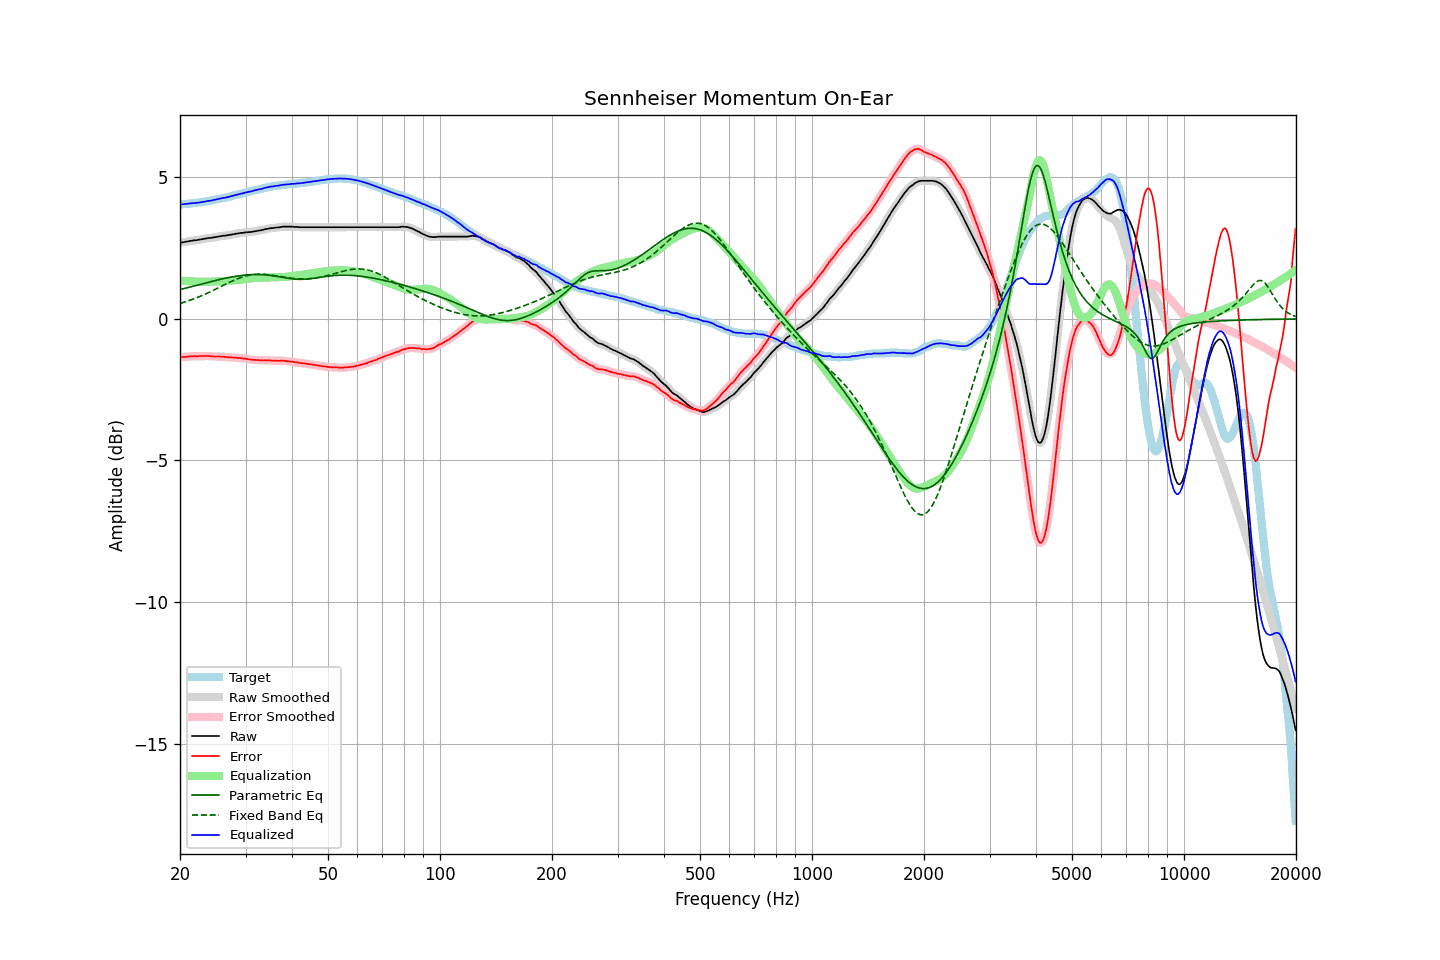 Sennheiser Momentum On-Ear
5
0
−5
−10
−15
Amplitude (dBr)
Target
Raw Smoothed
Error Smoothed
Raw
Error
Equalization
Parametric Eq
Fixed Band Eq
Equalized
20 50 100 200 500 1000 2000 5000 10000 20000
Frequency (Hz)